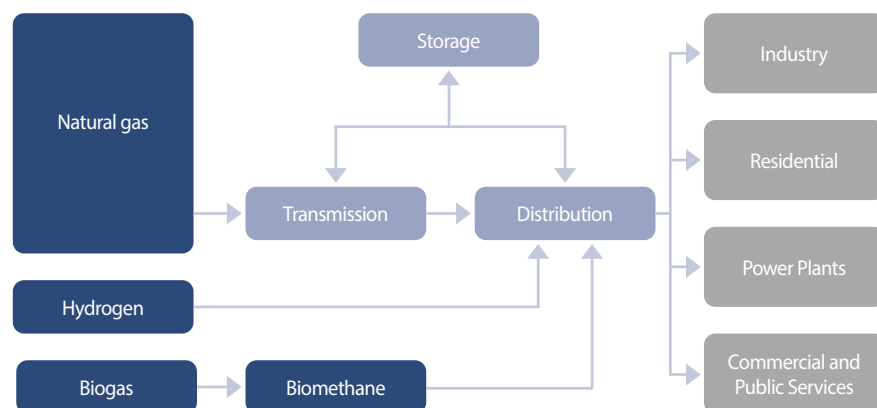 Storage
Industry
Natural gas
Residential
Transmission
Distribution
Power Plants
Hydrogen
Commercial and
Public Services
Biogas
Biomethane